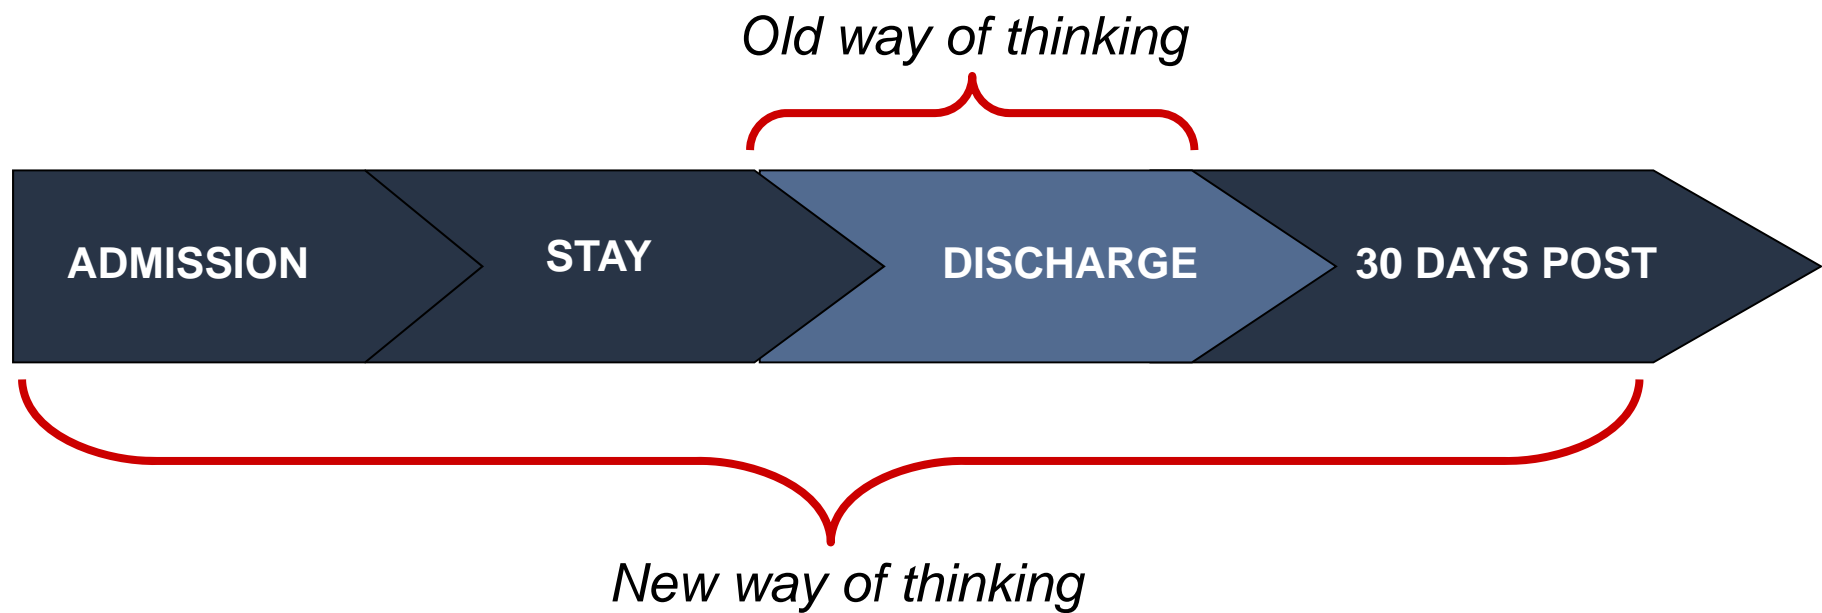 Old way of thinking
ADMISSION
STAY
DISCHARGE
30 DAYS POST
New way of thinking